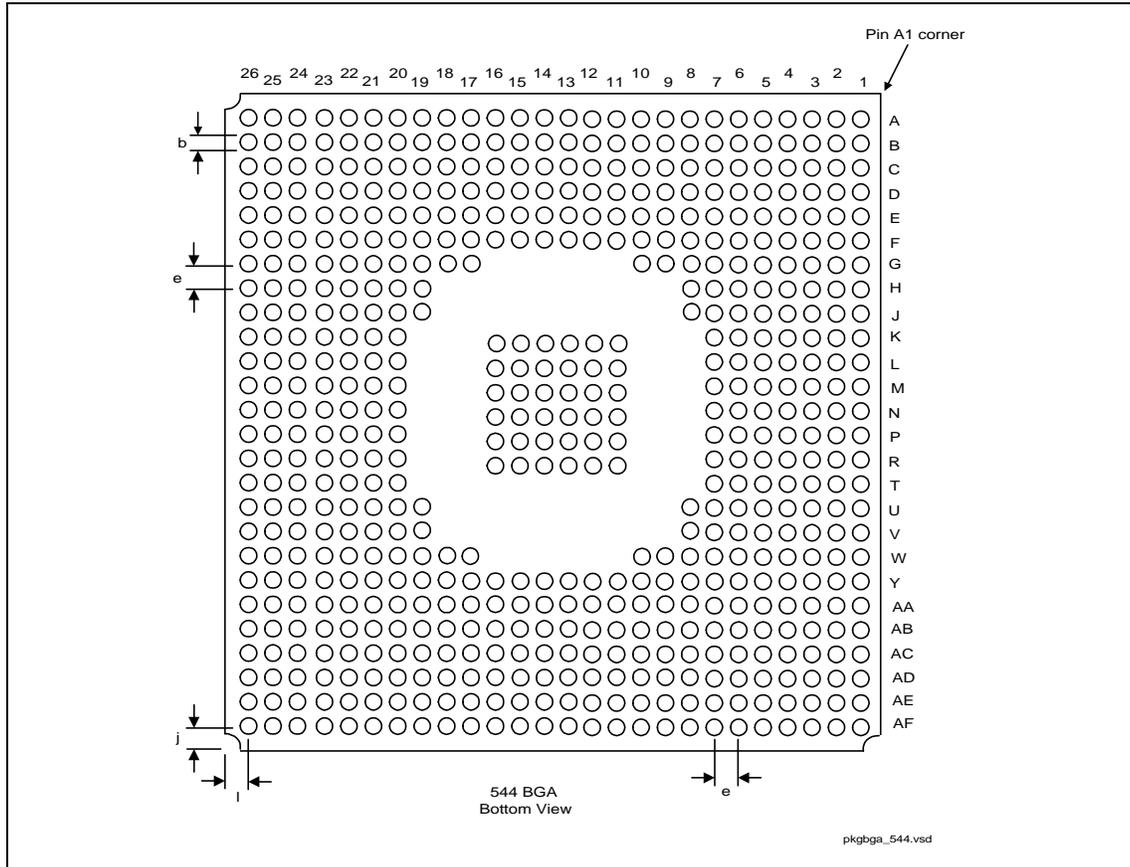 Pin A1 corner
26 25 24 23 22 21 20 19 18 17 16 15 14 13 12 11 10 9 8 7 6 5 4 3 2 1
A
b
B
C
D
E
F
e
G
H
J
K
L
M
N
P
R
T
U
V
W
Y
AA
AB
AC
AD
AE
j
AF
l
e
544 BGA
Bottom View
pkgbga_544.vsd